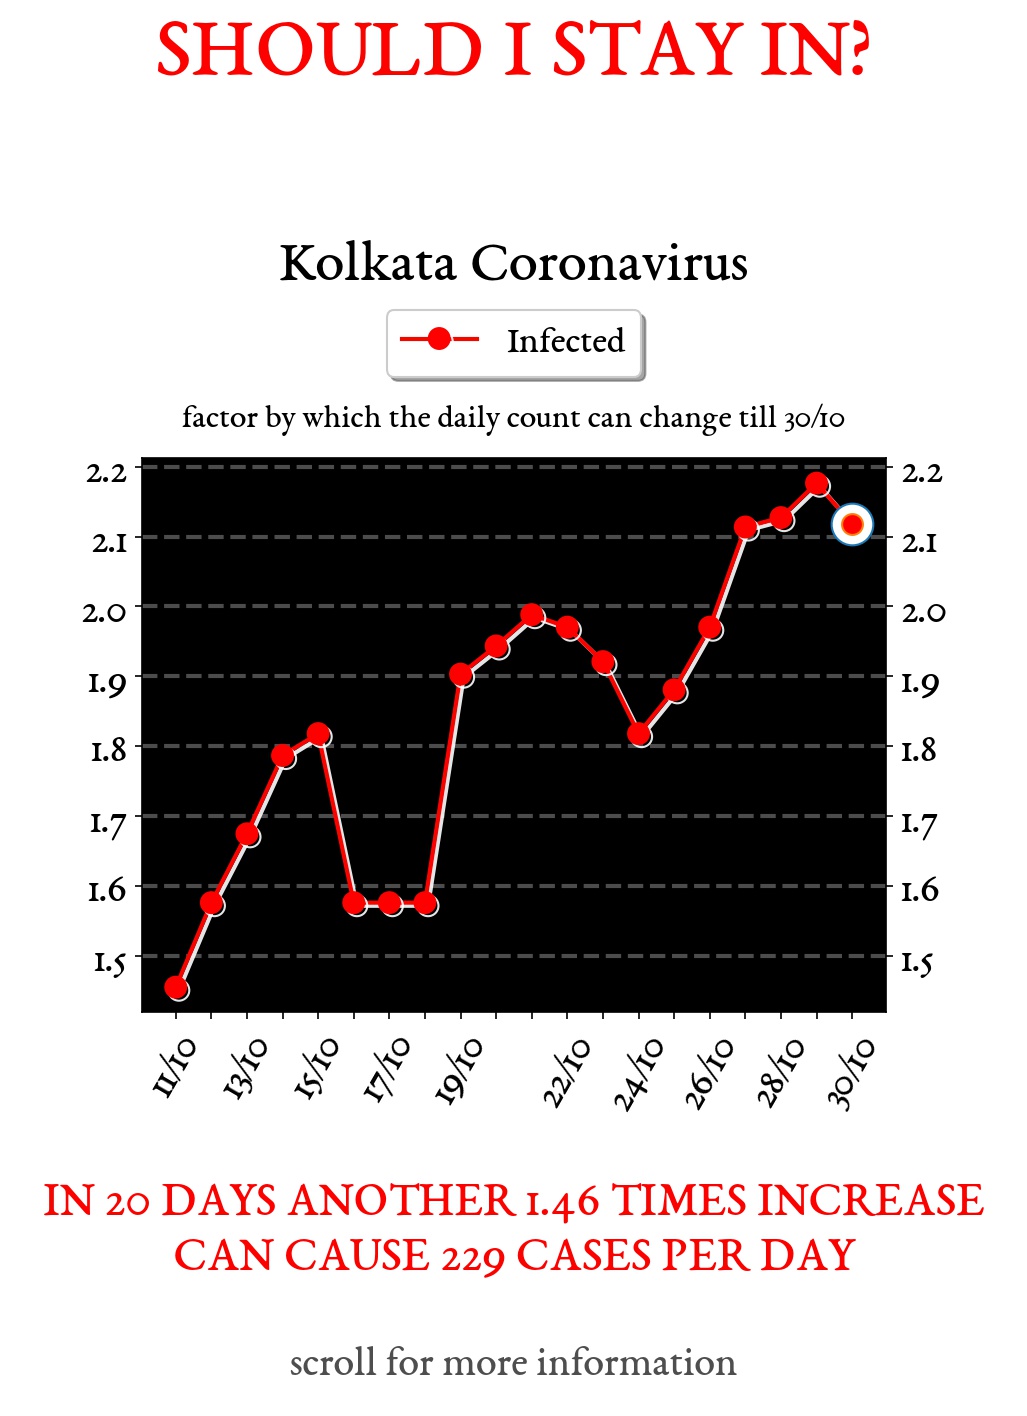 SHOULD I STAY IN?
Kolkata Coronavirus
Infected
factor by which the daily count can change till 30/10
2.2 2.2
2.1 2.1
2.0 2.0
1.9 1.9
1.8 1.8
1.7 1.7
1.6 1.6
1.5 1.5
11/10 13/10 15/10 17/10 19/10 22/10 24/10 26/10 28/10 30/10
IN 20 DAYS ANOTHER 1.46 TIMES INCREASE
CAN CAUSE 229 CASES PER DAY
scroll for more information